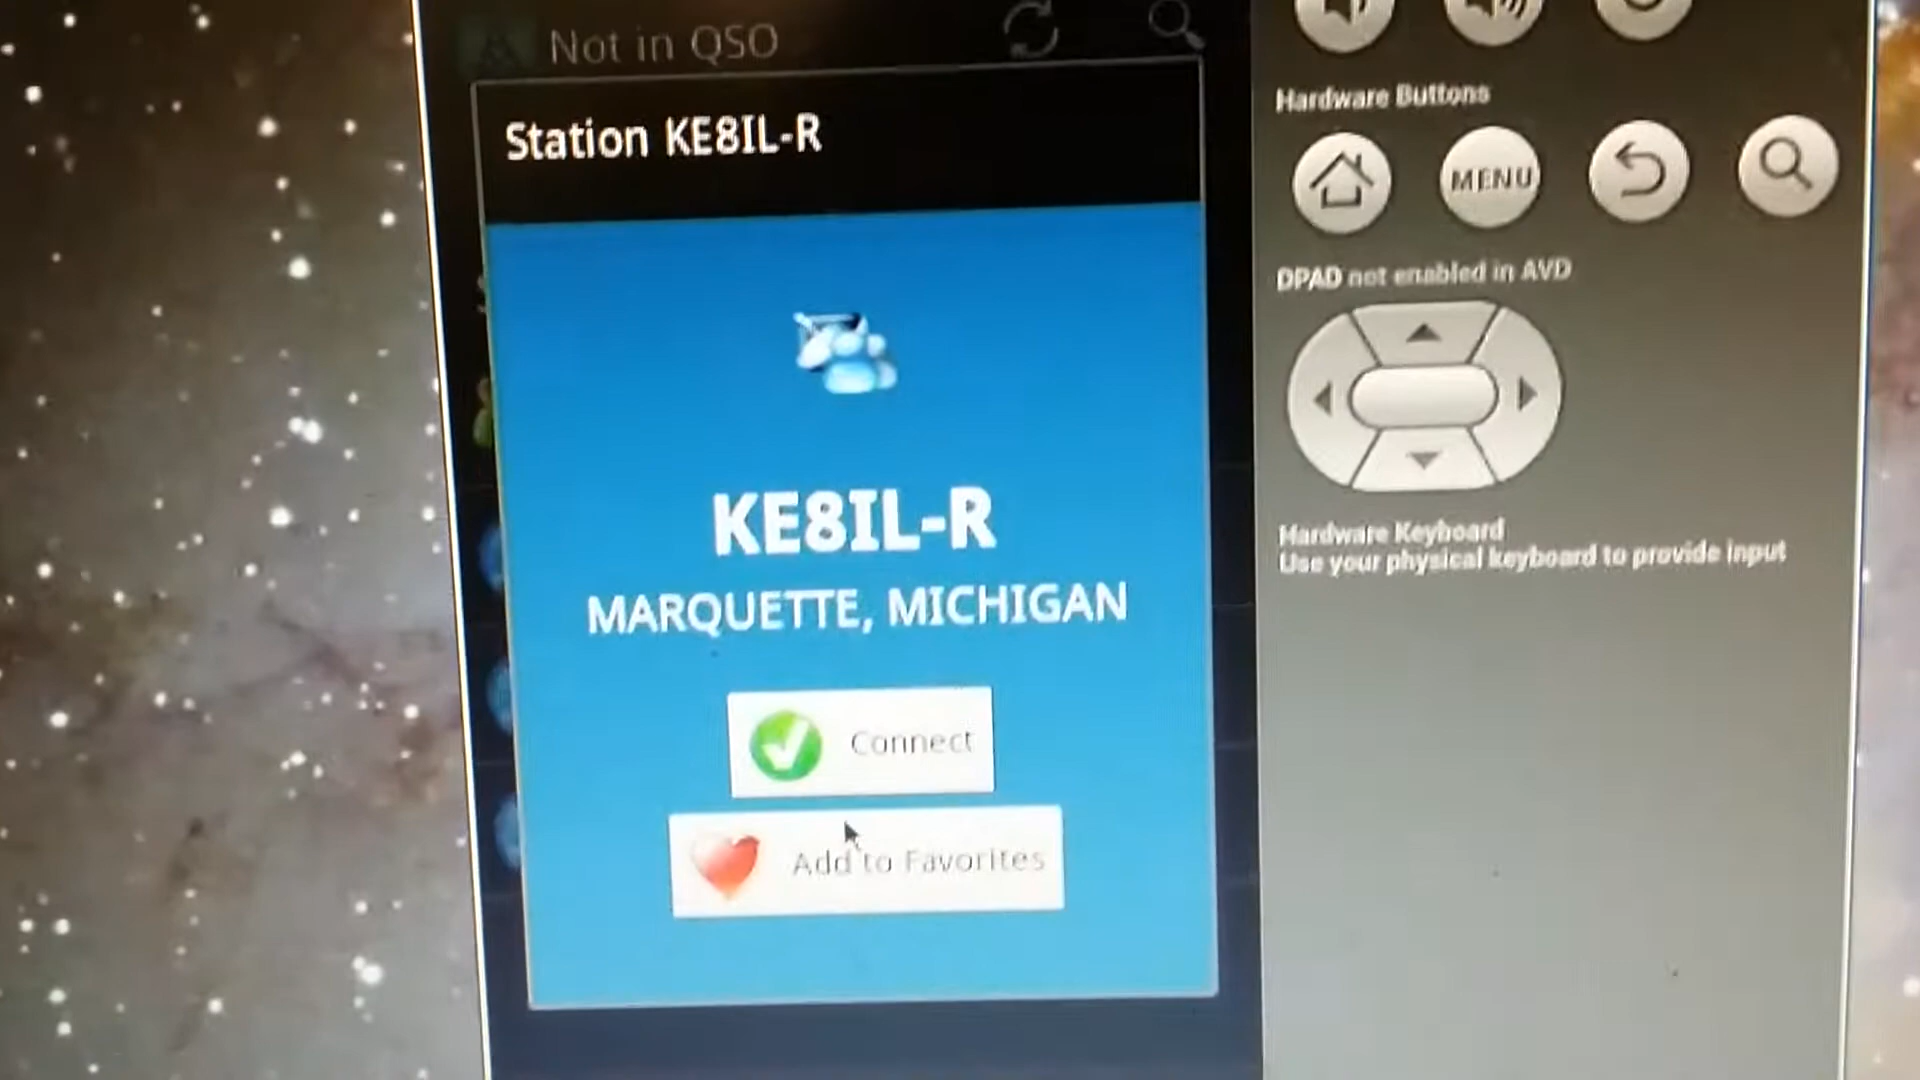 Not in QSO
Station KE8IL-R
KE8IL-R
MARQUETTE, MICHIGAN
Connect
Add to Favorites
Hardware Buttons
MENU
DPAD not enabled in AVD
Hardware Keyboard
Use your physical keyboard to provide input